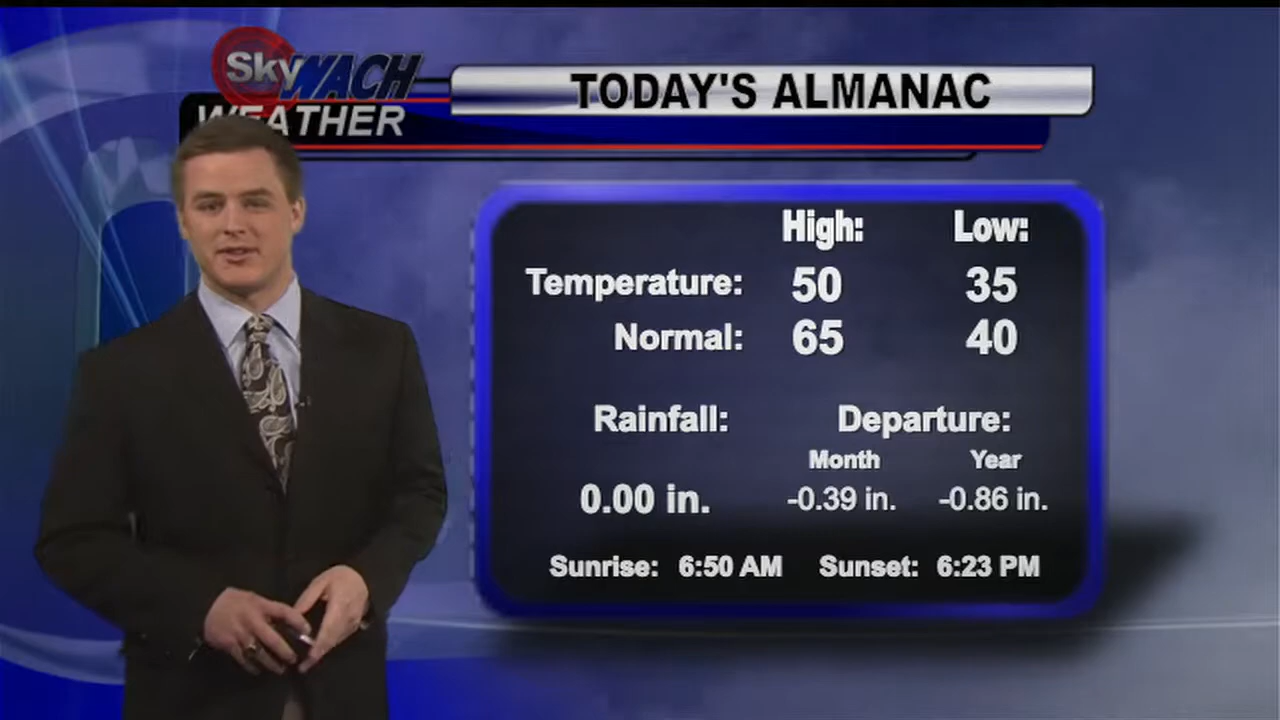 SkyWACH
WEATHER
TODAY'S ALMANAC
High: Low:
Temperature: 50 35
Normal: 65 40
Rainfall: Departure:
Month Year
0.00 in. -0.39 in. -0.86 in.
Sunrise: 6:50 AM Sunset: 6:23 PM